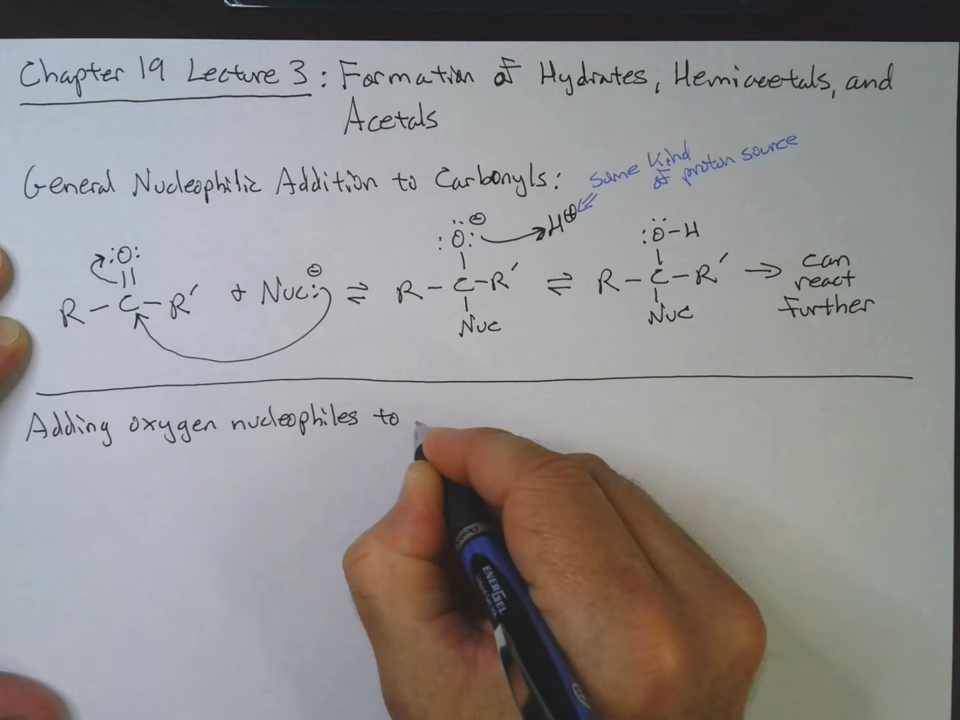 Chapter 19 Lecture 3: Formation of Hydrates, Hemiacetals, and
Acetals
General Nucleophilic Addition to Carbonyls:
some kind
of proton source
:Ö:⊖ H⊕
:Ö-H
:O:
R-C-R′ + Nuc:⊖ ⇌ R-C-R′ ⇌ R-C-R′ → can
react
further
Nuc
Nuc
Adding oxygen nucleophiles to
ENERGEL